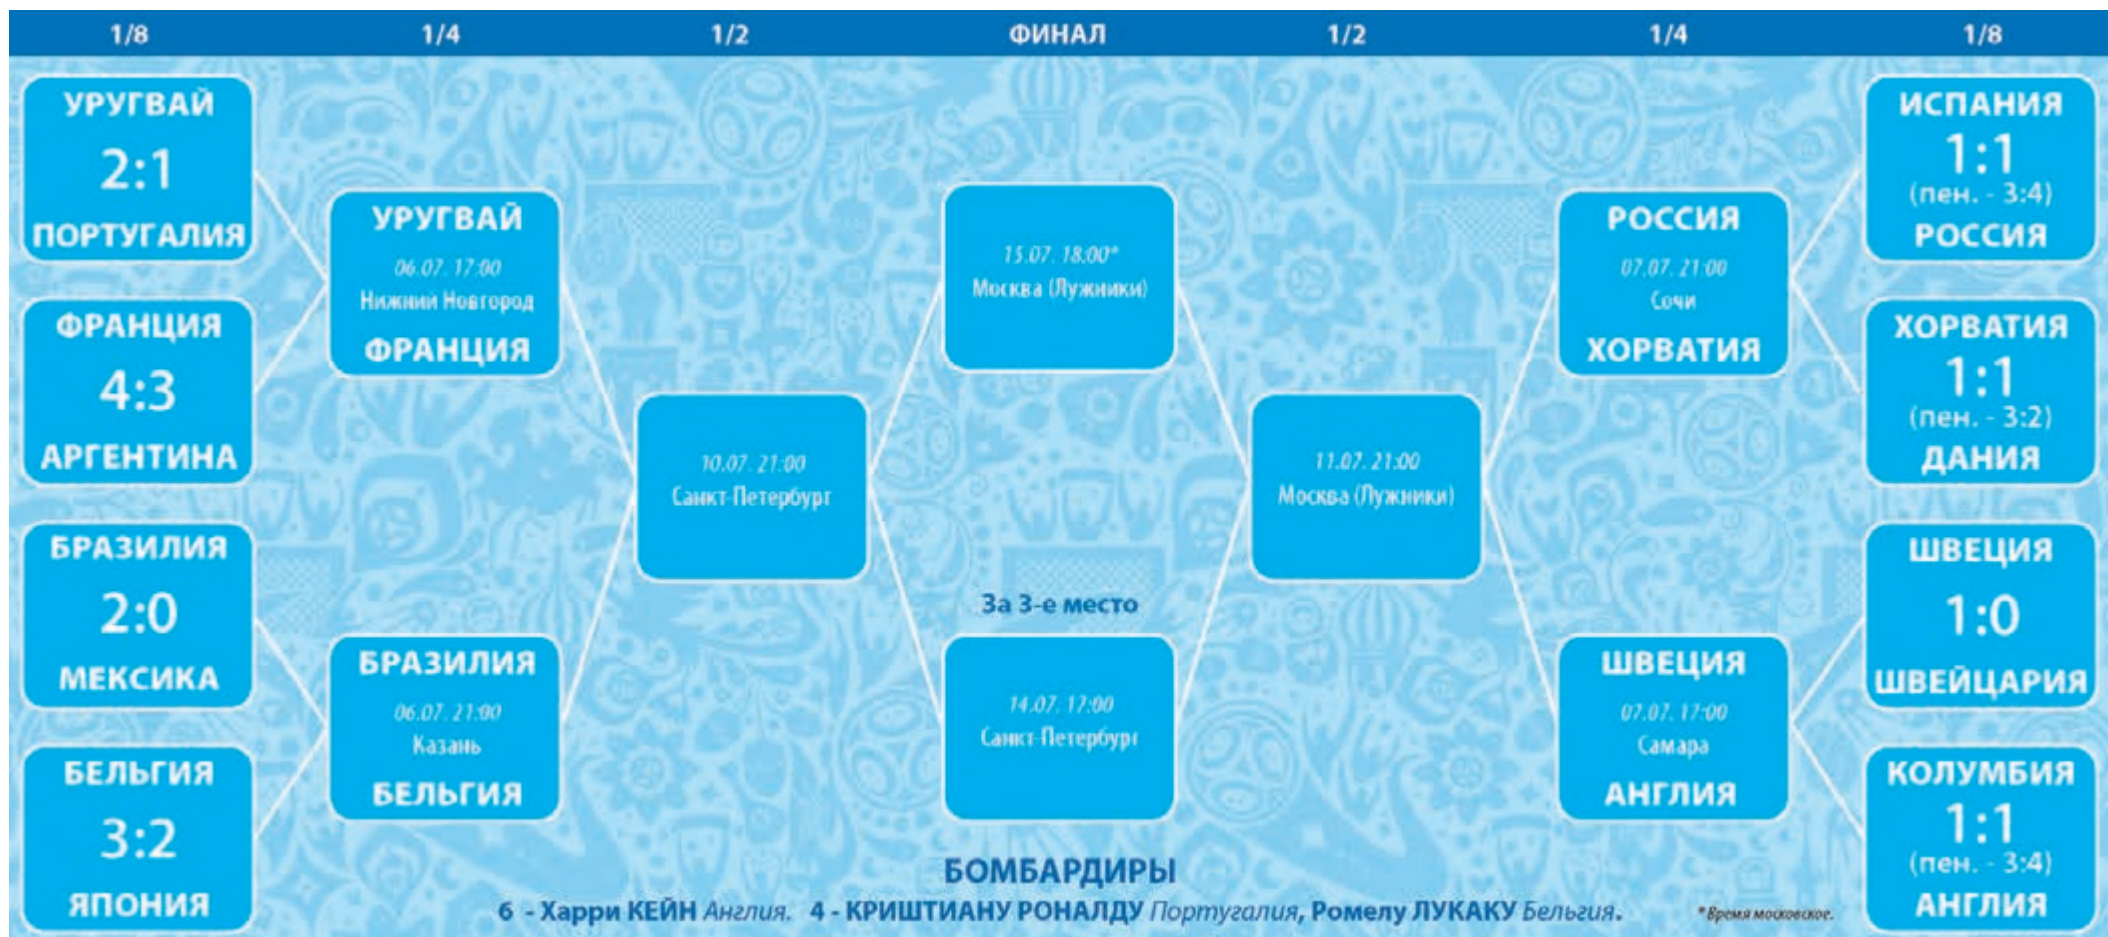 1/8 1/4 1/2 ФИНАЛ 1/2 1/4 1/8
УРУГВАЙ
2:1
ПОРТУГАЛИЯ
ФРАНЦИЯ
4:3
АРГЕНТИНА
БРАЗИЛИЯ
2:0
МЕКСИКА
БЕЛЬГИЯ
3:2
ЯПОНИЯ
УРУГВАЙ
06.07. 17:00
Нижний Новгород
ФРАНЦИЯ
БРАЗИЛИЯ
06.07. 21:00
Казань
БЕЛЬГИЯ
10.07. 21:00
Санкт-Петербург
15.07. 18:00*
Москва (Лужники)
За 3-е место
14.07. 17:00
Санкт-Петербург
11.07. 21:00
Москва (Лужники)
РОССИЯ
07.07. 21:00
Сочи
ХОРВАТИЯ
ШВЕЦИЯ
07.07. 17:00
Самара
АНГЛИЯ
ИСПАНИЯ
1:1
(пен. - 3:4)
РОССИЯ
ХОРВАТИЯ
1:1
(пен. - 3:2)
ДАНИЯ
ШВЕЦИЯ
1:0
ШВЕЙЦАРИЯ
КОЛУМБИЯ
1:1
(пен. - 3:4)
АНГЛИЯ
БОМБАРДИРЫ
6 - Харри КЕЙН Англия. 4 - КРИШТИАНУ РОНАЛДУ Португалия, Ромелу ЛУКАКУ Бельгия.
*Время московское.